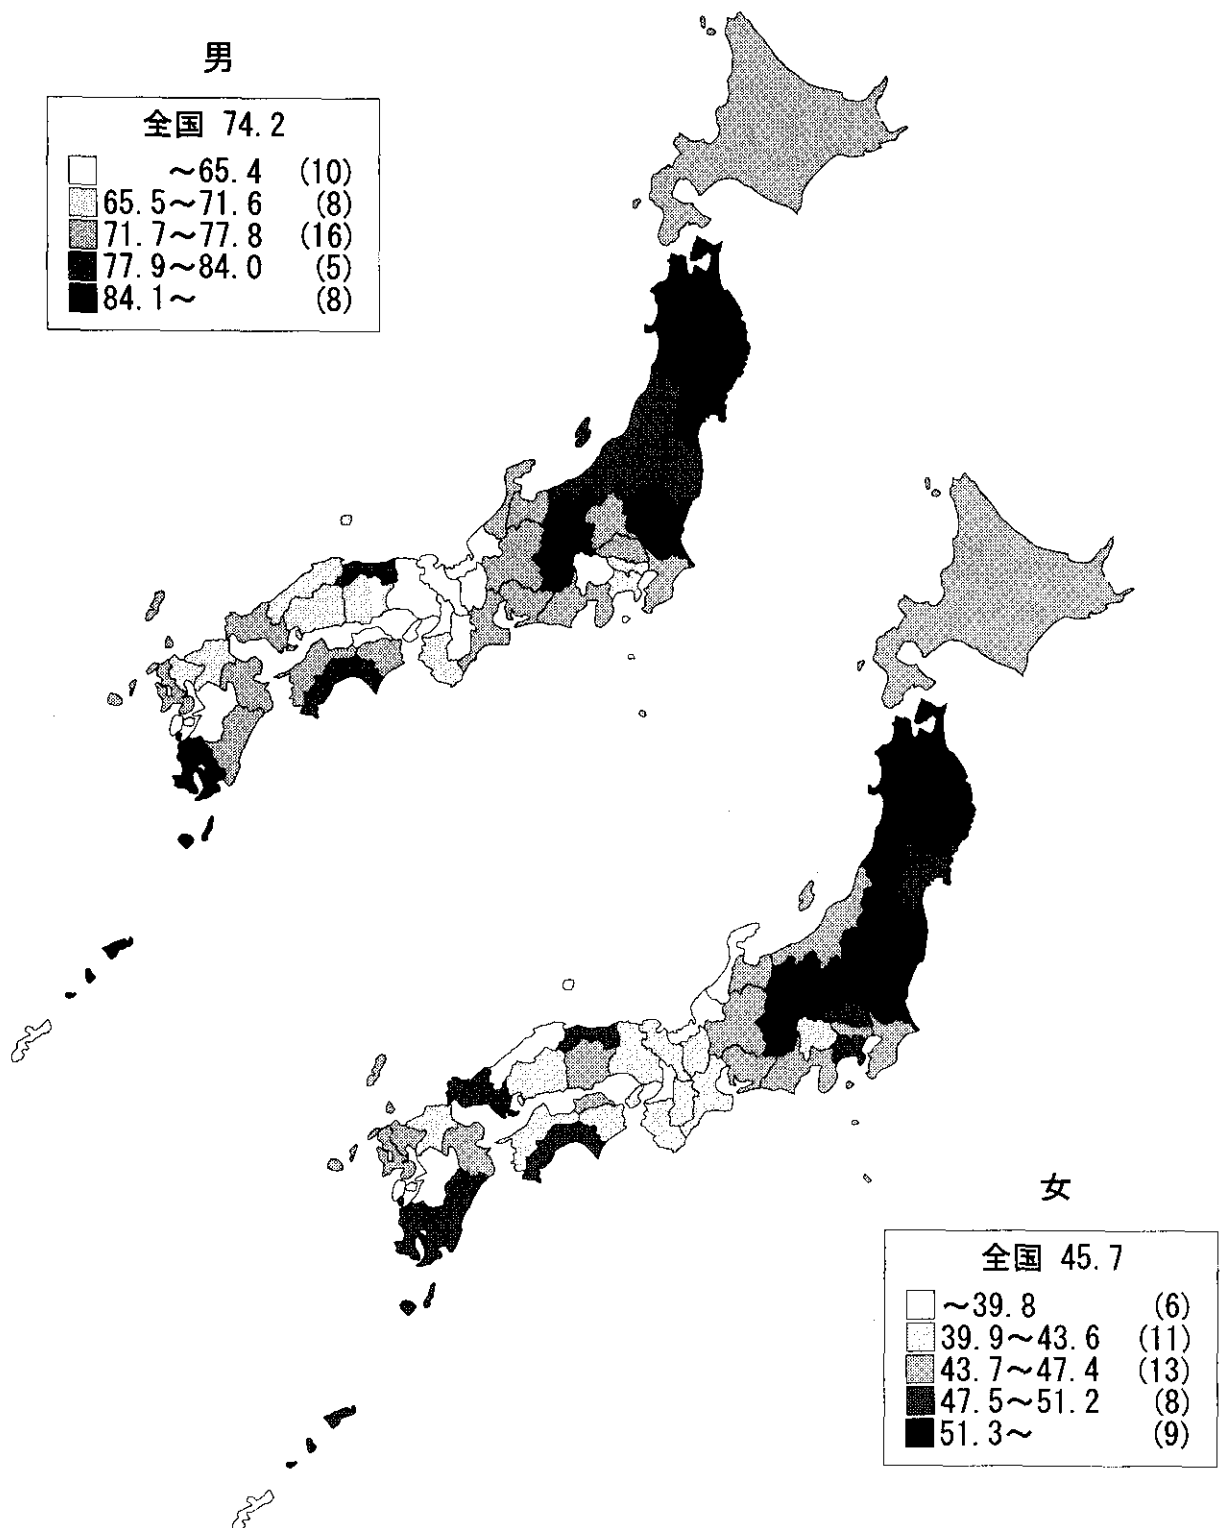 男
全国 74.2
～65.4 (10)
65.5～71.6 (8)
71.7～77.8 (16)
77.9～84.0 (5)
84.1～ (8)
女
全国 45.7
～39.8 (6)
39.9～43.6 (11)
43.7～47.4 (13)
47.5～51.2 (8)
51.3～ (9)